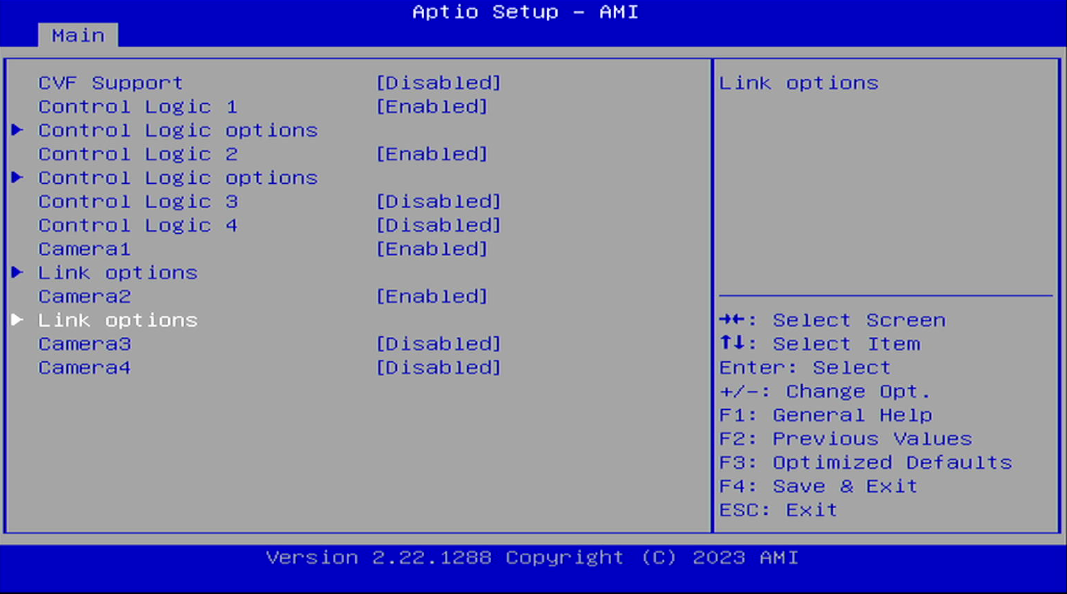 Aptio Setup - AMI
Main
CVF Support [Disabled]
Control Logic 1 [Enabled]
▶ Control Logic options
Control Logic 2 [Enabled]
▶ Control Logic options
Control Logic 3 [Disabled]
Control Logic 4 [Disabled]
Camera1 [Enabled]
▶ Link options
Camera2 [Enabled]
▶ Link options
Camera3 [Disabled]
Camera4 [Disabled]
Link options
→←: Select Screen
↑↓: Select Item
Enter: Select
+/-: Change Opt.
F1: General Help
F2: Previous Values
F3: Optimized Defaults
F4: Save & Exit
ESC: Exit
Version 2.22.1288 Copyright (C) 2023 AMI